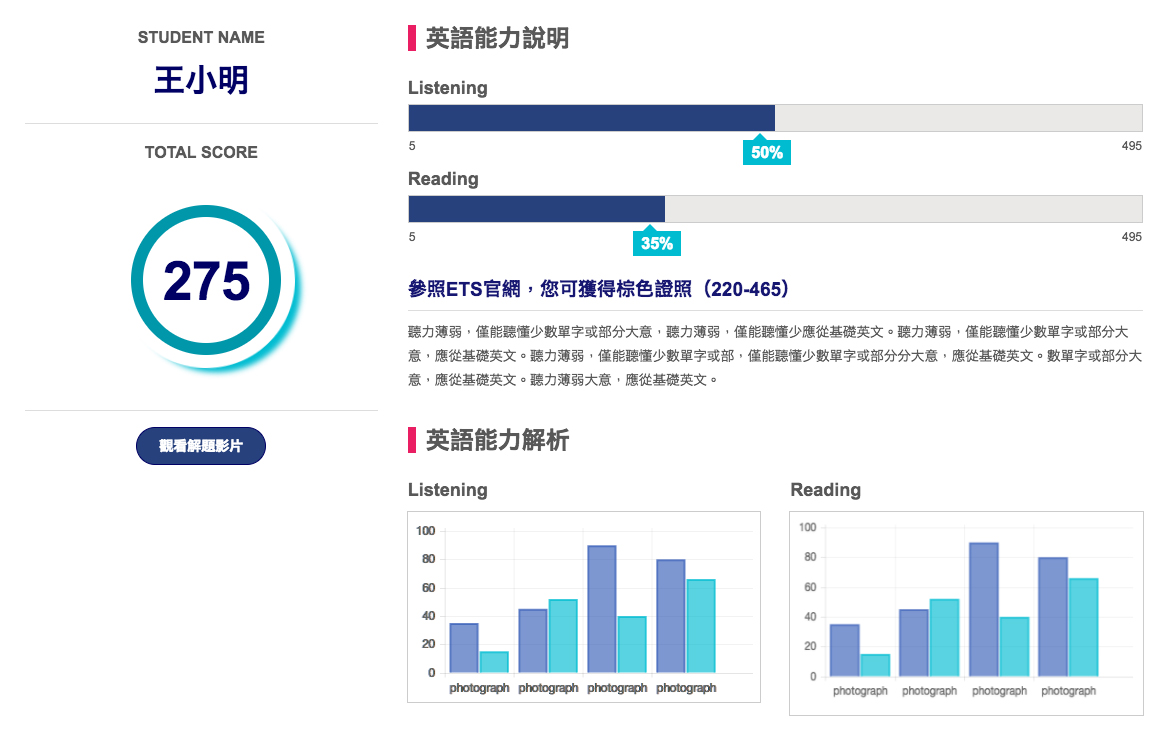 STUDENT NAME
王小明
TOTAL SCORE
275
觀看解題影片
英語能力說明
Listening
5
495
50%
Reading
5
495
35%
參照ETS官網，您可獲得棕色證照（220-465）
聽力薄弱，僅能聽懂少數單字或部分大意，聽力薄弱，僅能聽懂少應從基礎英文。聽力薄弱，僅能聽懂少數單字或部分大
意，應從基礎英文。聽力薄弱，僅能聽懂少數單字或部，僅能聽懂少數單字或部分分大意，應從基礎英文。數單字或部分大
意，應從基礎英文。聽力薄弱大意，應從基礎英文。
英語能力解析
Listening
100
80
60
40
20
0
photograph photograph photograph photograph
Reading
100
80
60
40
20
0
photograph photograph photograph photograph